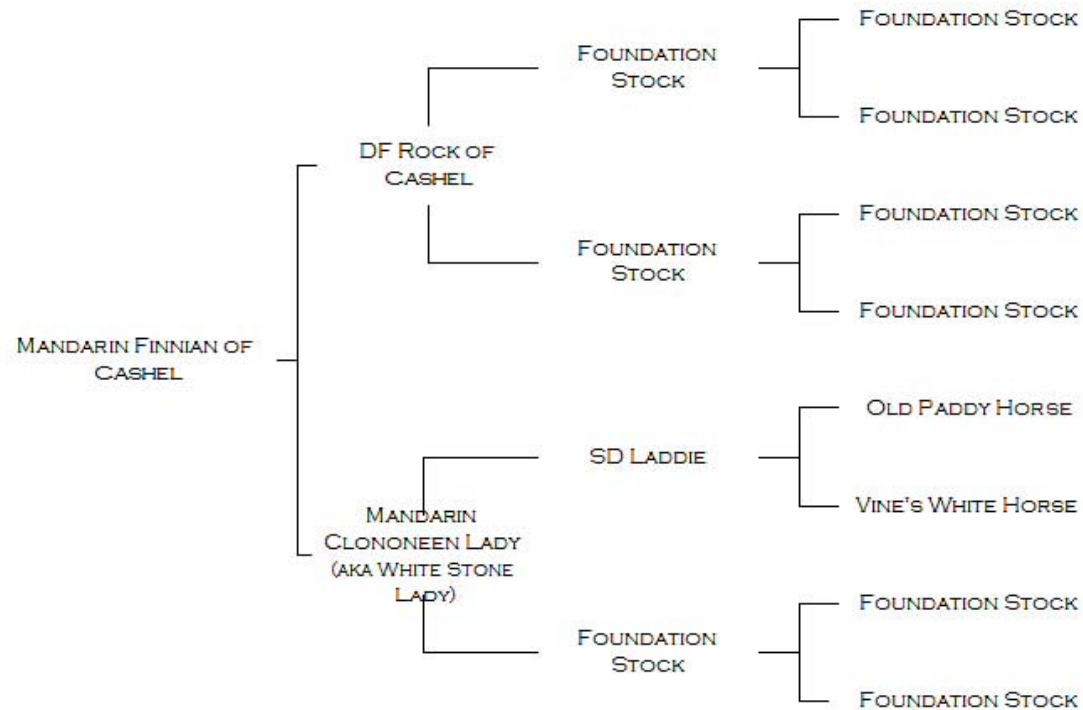 Foundation Stock
Foundation
Stock
Foundation Stock
DF Rock of
Cashel
Foundation Stock
Foundation
Stock
Foundation Stock
Mandarin Finnian of
Cashel
Old Paddy Horse
SD Laddie
Vine's White Horse
Mandarin
Clononeen Lady
(aka White Stone
Lady)
Foundation Stock
Foundation
Stock
Foundation Stock